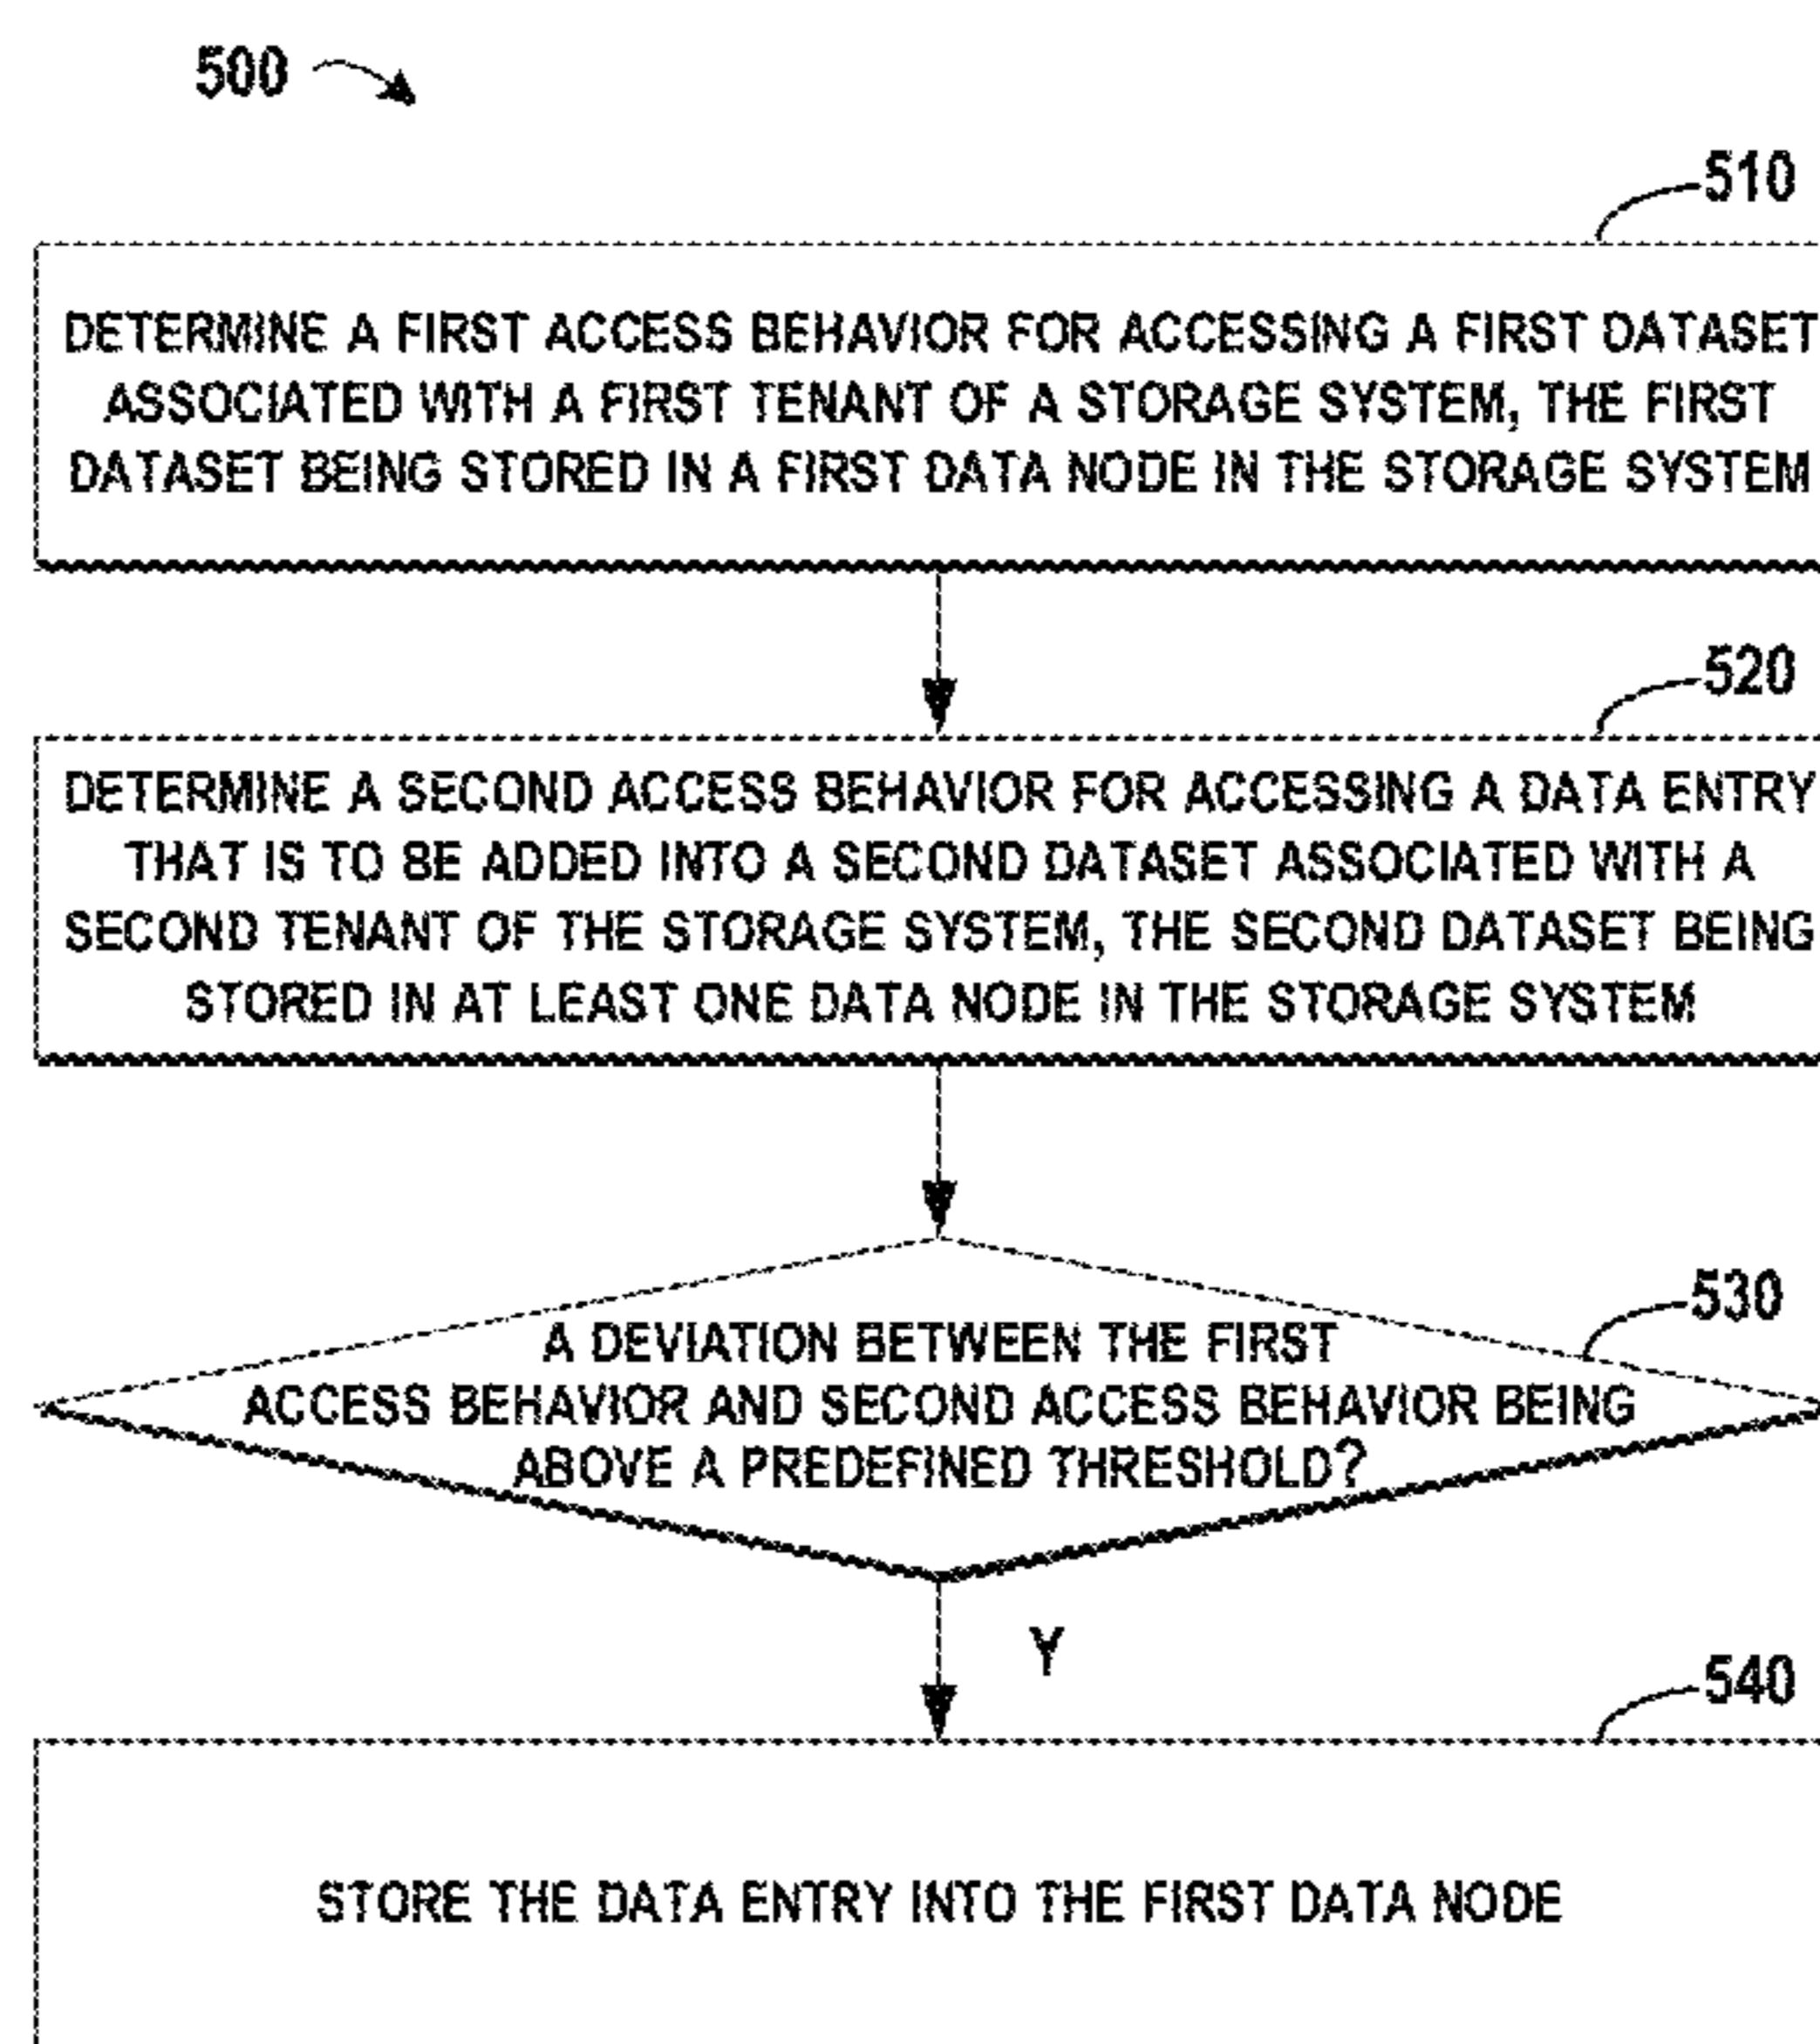 500
510
DETERMINE A FIRST ACCESS BEHAVIOR FOR ACCESSING A FIRST DATASET
ASSOCIATED WITH A FIRST TENANT OF A STORAGE SYSTEM, THE FIRST
DATASET BEING STORED IN A FIRST DATA NODE IN THE STORAGE SYSTEM
520
DETERMINE A SECOND ACCESS BEHAVIOR FOR ACCESSING A DATA ENTRY
THAT IS TO BE ADDED INTO A SECOND DATASET ASSOCIATED WITH A
SECOND TENANT OF THE STORAGE SYSTEM, THE SECOND DATASET BEING
STORED IN AT LEAST ONE DATA NODE IN THE STORAGE SYSTEM
530
A DEVIATION BETWEEN THE FIRST
ACCESS BEHAVIOR AND SECOND ACCESS BEHAVIOR BEING
ABOVE A PREDEFINED THRESHOLD?
Y
540
STORE THE DATA ENTRY INTO THE FIRST DATA NODE